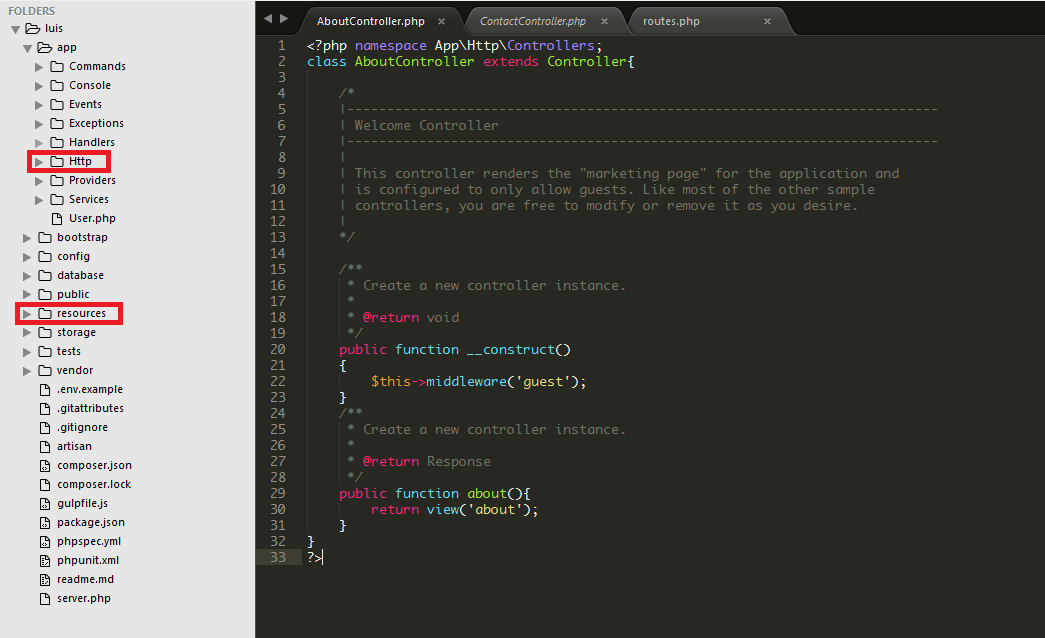 FOLDERS
luis
app
Commands
Console
Events
Exceptions
Handlers
Http
Providers
Services
User.php
bootstrap
config
database
public
resources
storage
tests
vendor
.env.example
.gitattributes
.gitignore
artisan
composer.json
composer.lock
gulpfile.js
package.json
phpspec.yml
phpunit.xml
readme.md
server.php
AboutController.php × ContactController.php × routes.php ×
1 <?php namespace App\Http\Controllers;
2 class AboutController extends Controller{
3
4 /*
5 |--------------------------------------------------------------------------
6 | Welcome Controller
7 |--------------------------------------------------------------------------
8 |
9 | This controller renders the "marketing page" for the application and
10 | is configured to only allow guests. Like most of the other sample
11 | controllers, you are free to modify or remove it as you desire.
12 |
13 */
14
15 /**
16 * Create a new controller instance.
17 *
18 * @return void
19 */
20 public function __construct()
21 {
22 $this->middleware('guest');
23 }
24 /**
25 * Create a new controller instance.
26 *
27 * @return Response
28 */
29 public function about(){
30 return view('about');
31 }
32 }
33 ?>